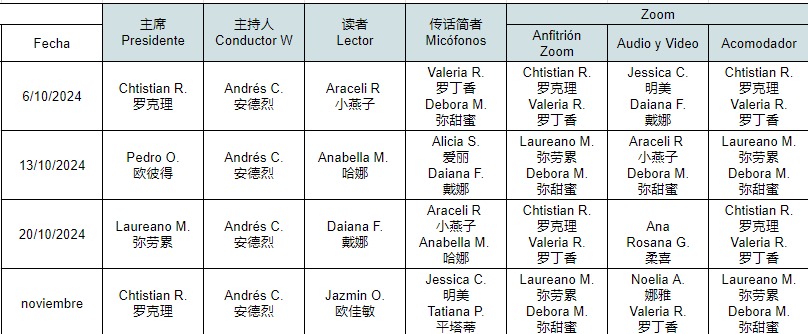 Zoom
主席
Presidente
主持人
Conductor W
读者
Lector
传话简者
Micófonos
Fecha
Anfitrión
Zoom
Audio y Video
Acomodador
6/10/2024
Chtistian R.
罗克理
Andrés C.
安德烈
Araceli R
小燕子
Valeria R.
罗丁香
Debora M.
弥甜蜜
Chtistian R.
罗克理
Valeria R.
罗丁香
Jessica C.
明美
Daiana F.
戴娜
Chtistian R.
罗克理
Valeria R.
罗丁香
13/10/2024
Pedro O.
欧彼得
Andrés C.
安德烈
Anabella M.
哈娜
Alicia S.
爱丽
Daiana F.
戴娜
Laureano M.
弥劳累
Debora M.
弥甜蜜
Araceli R
小燕子
Debora M.
弥甜蜜
Laureano M.
弥劳累
Debora M.
弥甜蜜
20/10/2024
Laureano M.
弥劳累
Andrés C.
安德烈
Daiana F.
戴娜
Araceli R
小燕子
Anabella M.
哈娜
Chtistian R.
罗克理
Valeria R.
罗丁香
Ana
Rosana G.
柔喜
Chtistian R.
罗克理
Valeria R.
罗丁香
noviembre
Chtistian R.
罗克理
Andrés C.
安德烈
Jazmin O.
欧佳敏
Jessica C.
明美
Tatiana P.
平塔蒂
Laureano M.
弥劳累
Debora M.
弥甜蜜
Noelia A.
娜雅
Valeria R.
罗丁香
Laureano M.
弥劳累
Debora M.
弥甜蜜